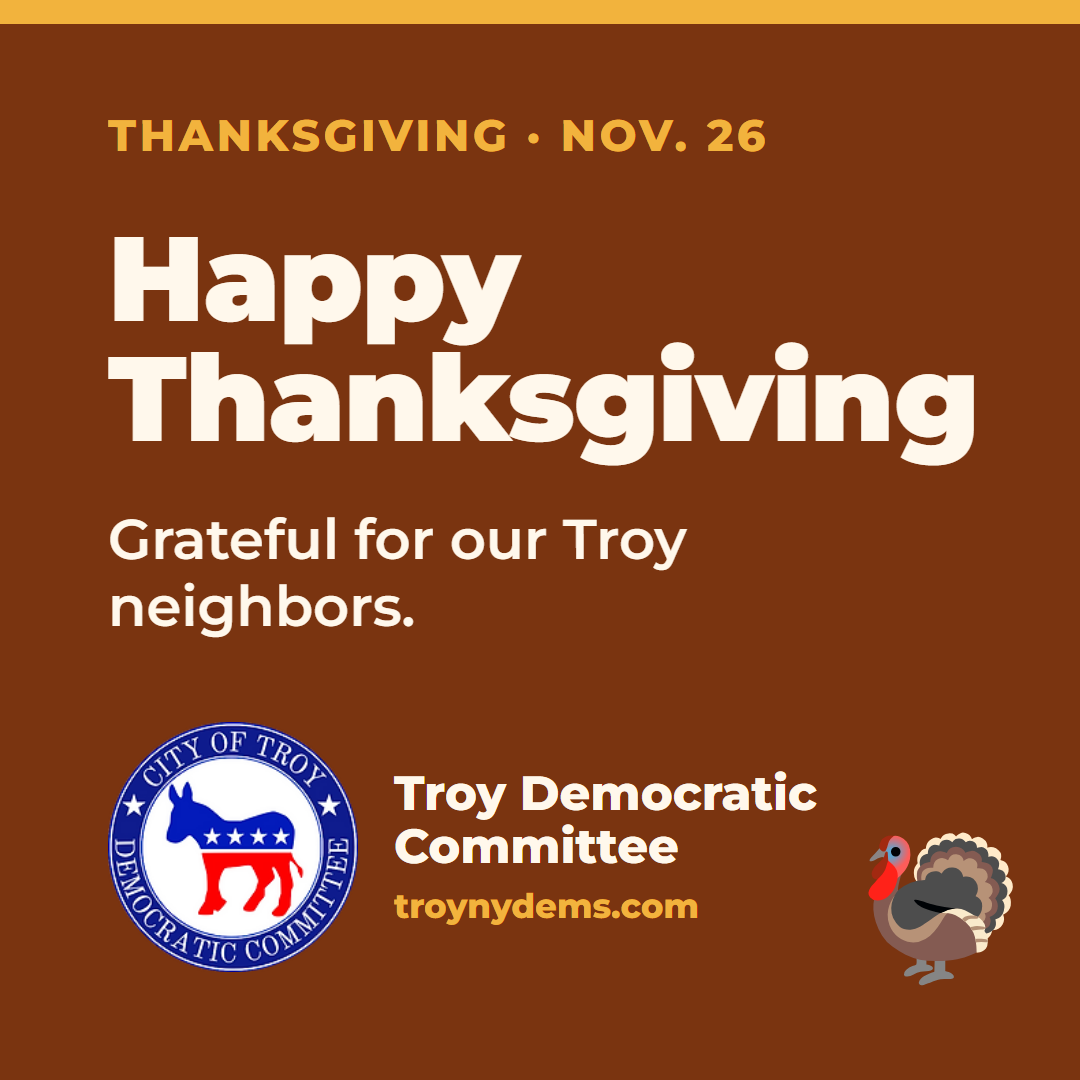 THANKSGIVING • NOV. 26
Happy
Thanksgiving
Grateful for our Troy
neighbors.
CITY OF TROY
DEMOCRATIC COMMITTEE
Troy Democratic
Committee
troynydems.com